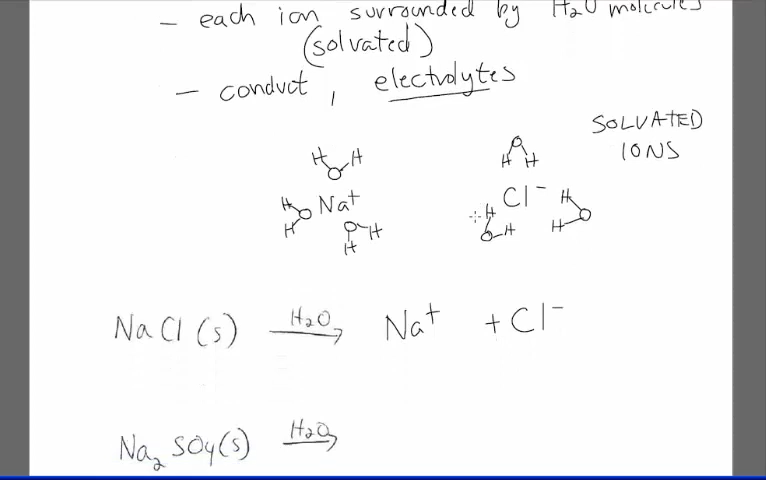 - each ion surrounded by H₂O molecules
(solvated)
- conduct, electrolytes
SOLVATED
IONS
H H
O
H H
O
H O Na⁺
H
O H
H
Cl⁻
H
O H
H
O
H
NaCl(s) H₂O → Na⁺ + Cl⁻
Na₂SO₄(s) H₂O →